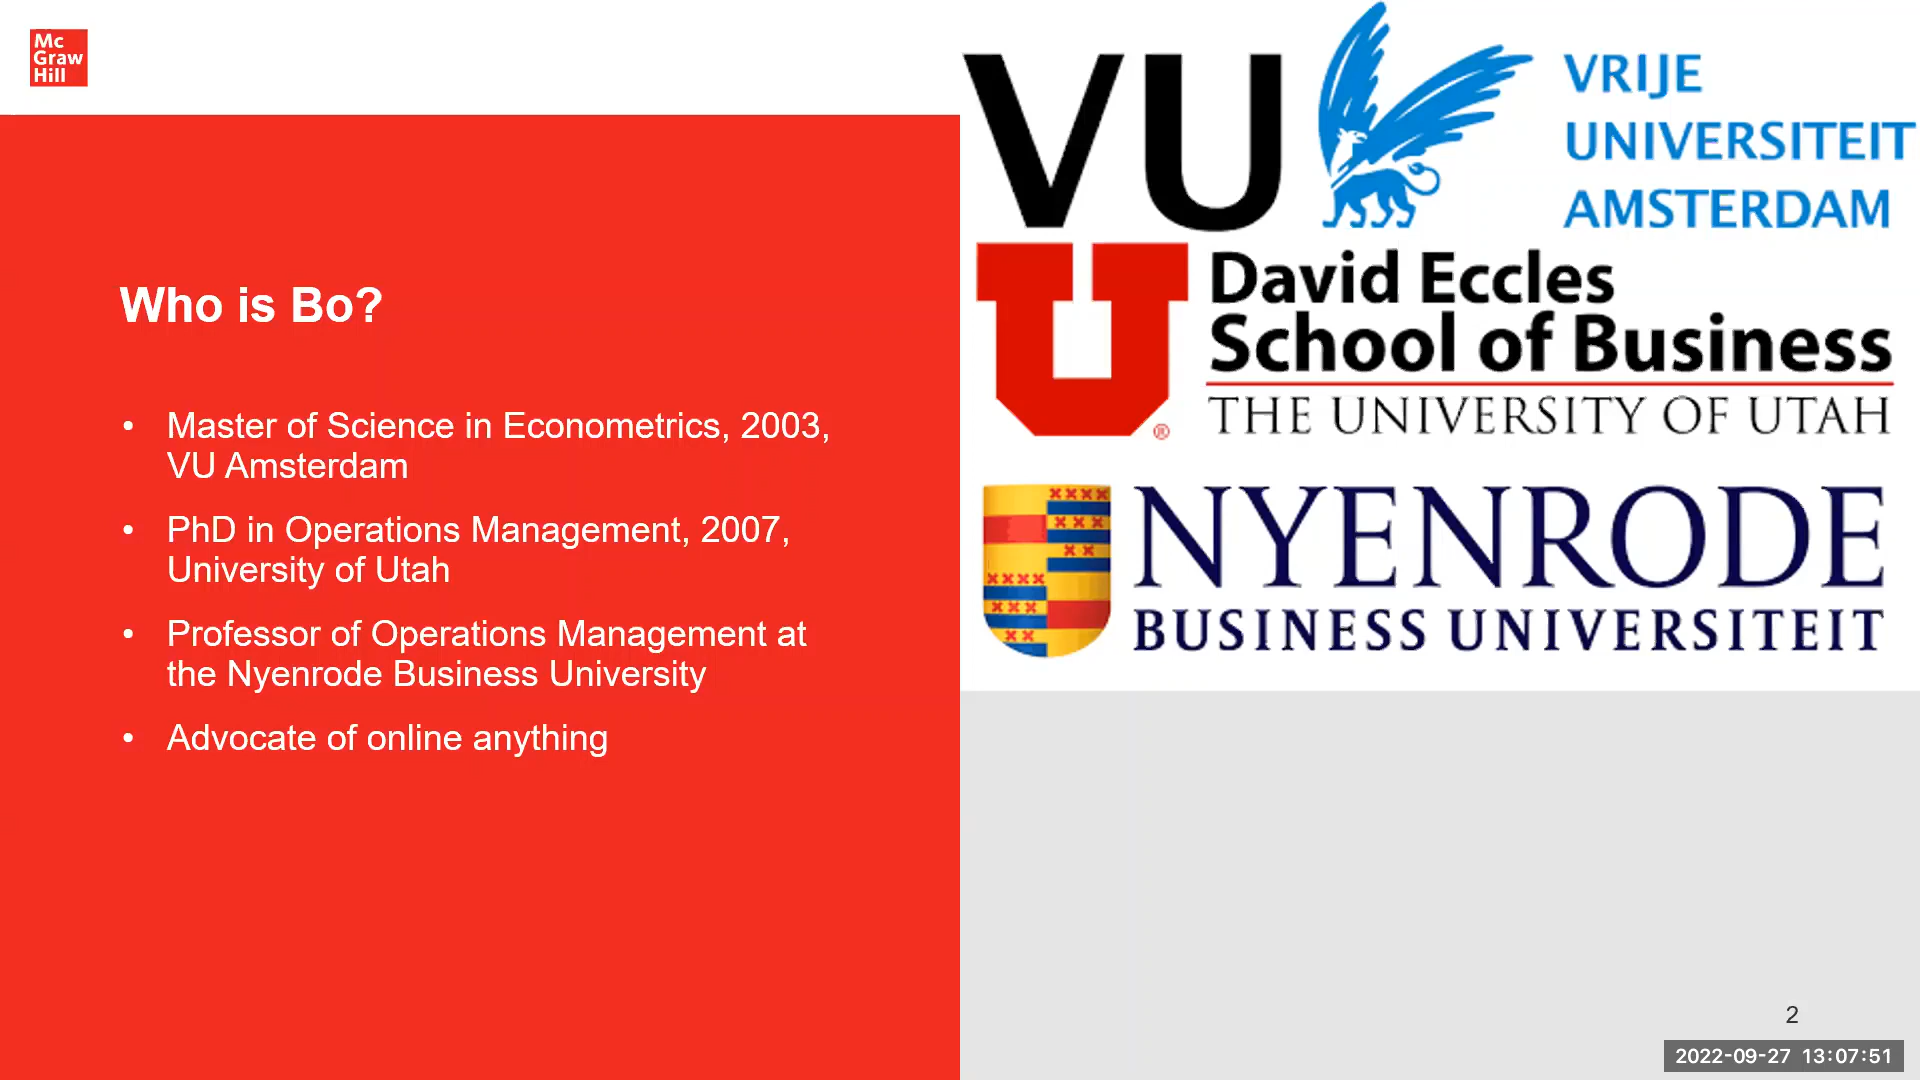 Mc
Graw
Hill
VU
VRIJE
UNIVERSITEIT
AMSTERDAM
David Eccles
School of Business
THE UNIVERSITY OF UTAH
®
NYENRODE
BUSINESS UNIVERSITEIT
Who is Bo?
• Master of Science in Econometrics, 2003,
VU Amsterdam
• PhD in Operations Management, 2007,
University of Utah
• Professor of Operations Management at
the Nyenrode Business University
• Advocate of online anything
2
2022-09-27 13:07:51